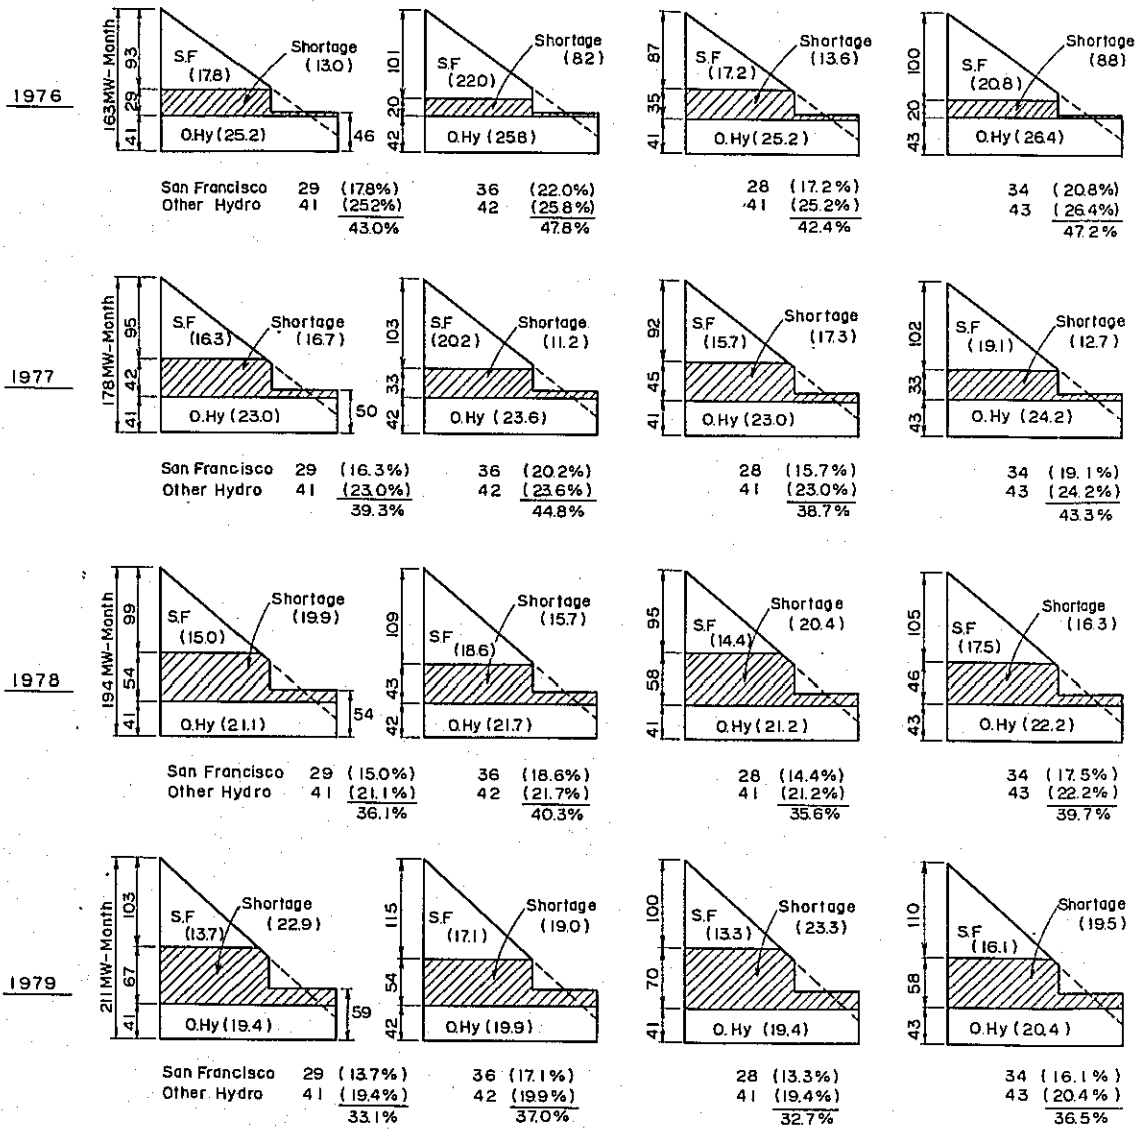 1976
163 MW-Month
93
29
41
S.F
(17.8)
Shortage
(13.0)
O.Hy (25.2)
46
101
20
42
S.F
(22.0)
Shortage
(8.2)
O.Hy (25.8)
87
35
41
S.F
(17.2)
Shortage
(13.6)
O.Hy (25.2)
100
20
43
S.F
(20.8)
Shortage
(8.8)
O.Hy (26.4)
San Francisco 29 (17.8%) 36 (22.0%) 28 (17.2%) 34 (20.8%)
Other Hydro 41 (25.2%) 42 (25.8%) 41 (25.2%) 43 (26.4%)
43.0% 47.8% 42.4% 47.2%
1977
178 MW-Month
95
42
41
S.F
(16.3)
Shortage
(16.7)
O.Hy (23.0)
50
103
33
42
S.F
(20.2)
Shortage
(11.2)
O.Hy (23.6)
92
45
41
S.F
(15.7)
Shortage
(17.3)
O.Hy (23.0)
102
33
43
S.F
(19.1)
Shortage
(12.7)
O.Hy (24.2)
San Francisco 29 (16.3%) 36 (20.2%) 28 (15.7%) 34 (19.1%)
Other Hydro 41 (23.0%) 42 (23.6%) 41 (23.0%) 43 (24.2%)
39.3% 44.8% 38.7% 43.3%
1978
194 MW-Month
99
54
41
S.F
(15.0)
Shortage
(19.9)
O.Hy (21.1)
54
109
43
42
S.F
(18.6)
Shortage
(15.7)
O.Hy (21.7)
95
58
41
S.F
(14.4)
Shortage
(20.4)
O.Hy (21.2)
105
46
43
S.F
(17.5)
Shortage
(16.3)
O.Hy (22.2)
San Francisco 29 (15.0%) 36 (18.6%) 28 (14.4%) 34 (17.5%)
Other Hydro 41 (21.1%) 42 (21.7%) 41 (21.2%) 43 (22.2%)
36.1% 40.3% 35.6% 39.7%
1979
211 MW-Month
103
67
41
S.F
(13.7)
Shortage
(22.9)
O.Hy (19.4)
59
115
54
42
S.F
(17.1)
Shortage
(19.0)
O.Hy (19.9)
100
70
41
S.F
(13.3)
Shortage
(23.3)
O.Hy (19.4)
110
58
43
S.F
(16.1)
Shortage
(19.5)
O.Hy (20.4)
San Francisco 29 (13.7%) 36 (17.1%) 28 (13.3%) 34 (16.1%)
Other Hydro 41 (19.4%) 42 (19.9%) 41 (19.4%) 43 (20.4%)
33.1% 37.0% 32.7% 36.5%